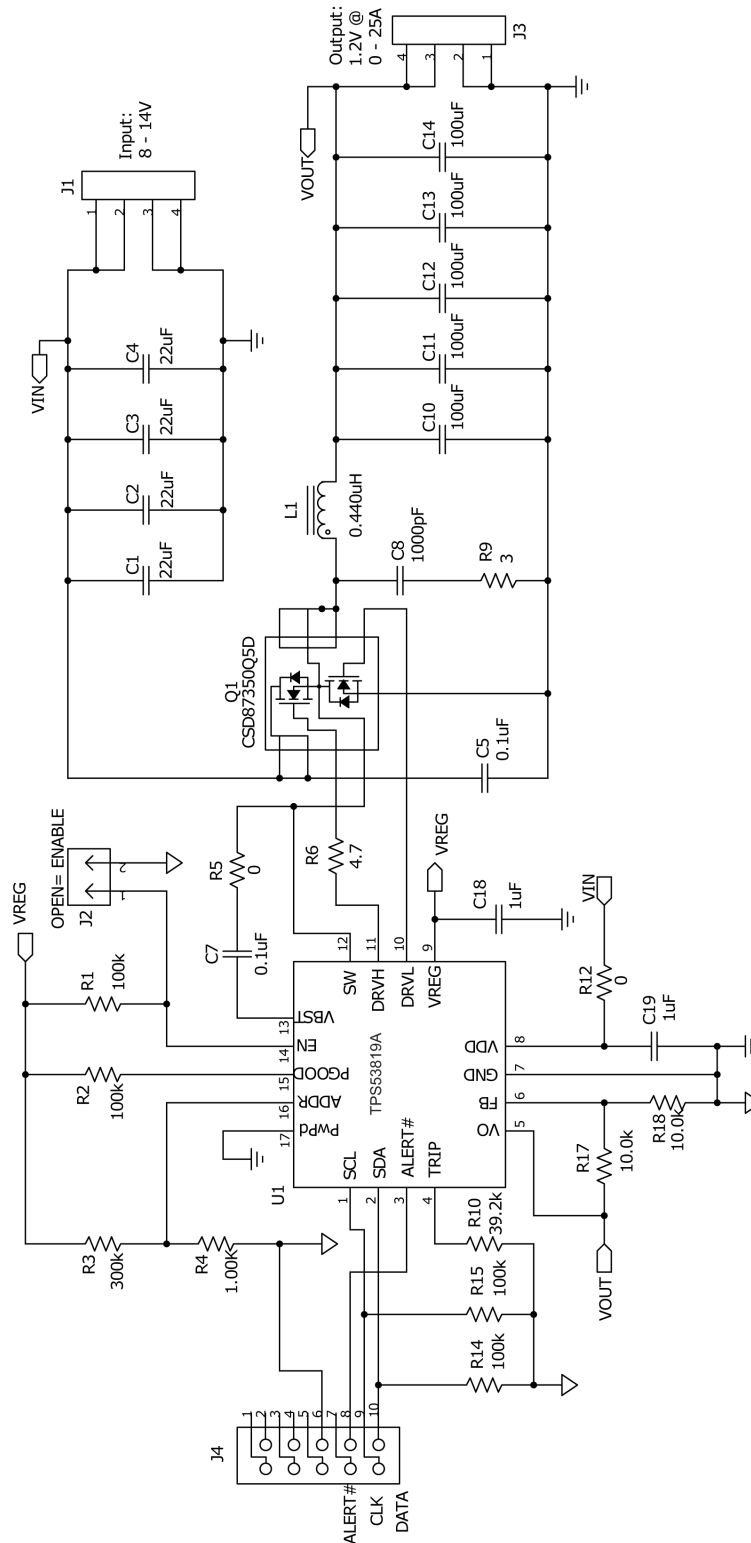 J1
Input:
8 - 14V
1
2
3
4
VIN
C1
22uF
C2
22uF
C3
22uF
C4
22uF
Output:
1.2V @
0 - 25A
J3
4
3
2
1
VOUT
C10
100uF
C11
100uF
C12
100uF
C13
100uF
C14
100uF
L1
0.440uH
C8
1000pF
R9
3
Q1
CSD87350Q5D
C5
0.1uF
OPEN= ENABLE
J2
1
2
VREG
R1
100k
R2
100k
R3
300k
R4
1.00K
R5
0
C7
0.1uF
R6
4.7
VREG
C18
1uF
VIN
R12
0
C19
1uF
U1
TPS53819A
17
PwPd
16
ADDR
15
PGOOD
14
EN
13
VBST
12
SW
11
DRVH
10
DRVL
9
VREG
1
SCL
2
SDA
3
ALERT#
4
TRIP
5
VO
6
FB
7
GND
8
VDD
R17
10.0k
R18
10.0k
VOUT
R10
39.2k
R15
100k
R14
100k
J4
1
2
3
4
5
6
7
8
9
10
ALERT#
CLK
DATA